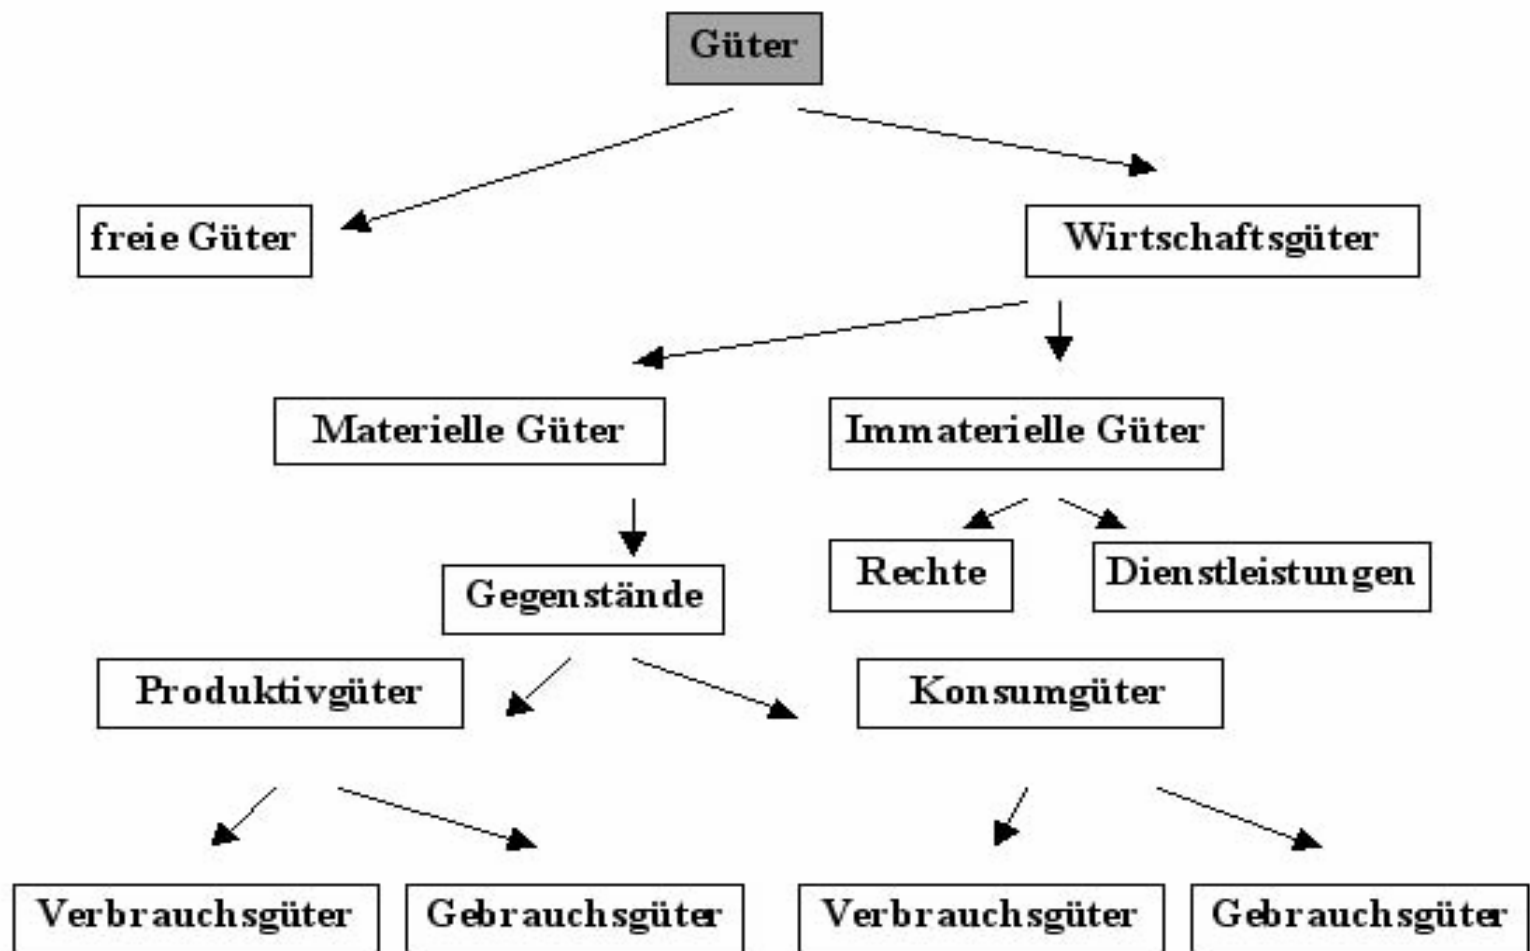 Güter
freie Güter
Wirtschaftsgüter
Materielle Güter
Immaterielle Güter
Rechte
Dienstleistungen
Gegenstände
Produktivgüter
Konsumgüter
Verbrauchsgüter
Gebrauchsgüter
Verbrauchsgüter
Gebrauchsgüter